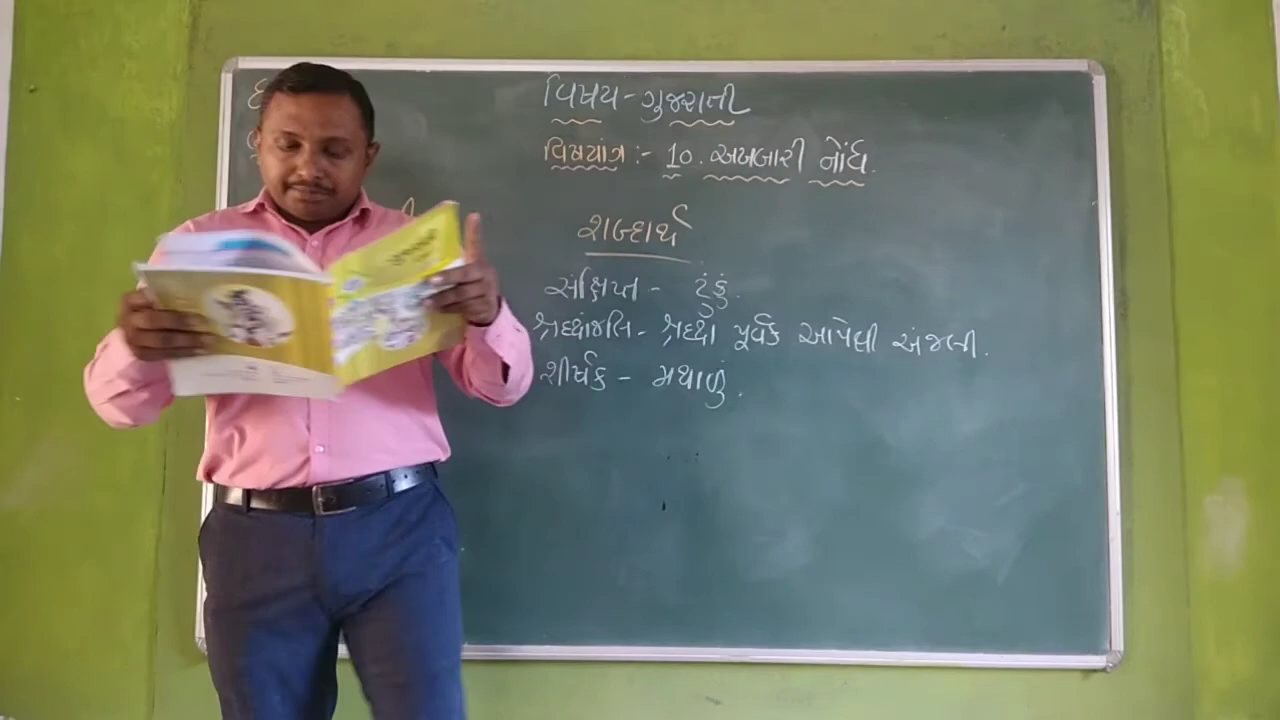 વિષય - ગુજરાતી
વિષયાંગ :- 10. અખબારી નોંધ.
શબ્દાર્થ
સંક્ષિપ્ત - ટુંકું.
શ્રદ્ધાંજલિ - શ્રદ્ધા પૂર્વક આપેલી અંજલી.
શીર્ષક - મથાળું.